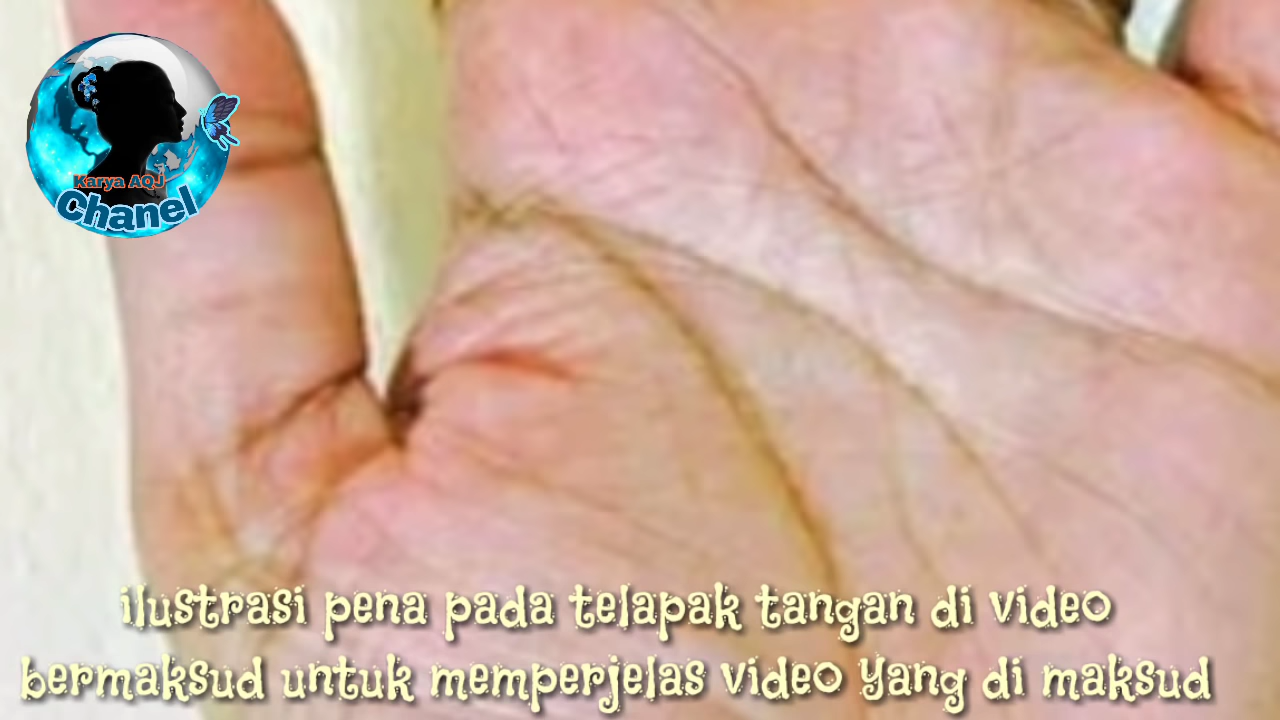 Karya AQJ
Chanel
ilustrasi pena pada telapak tangan di video
bermaksud untuk memperjelas video yang di maksud